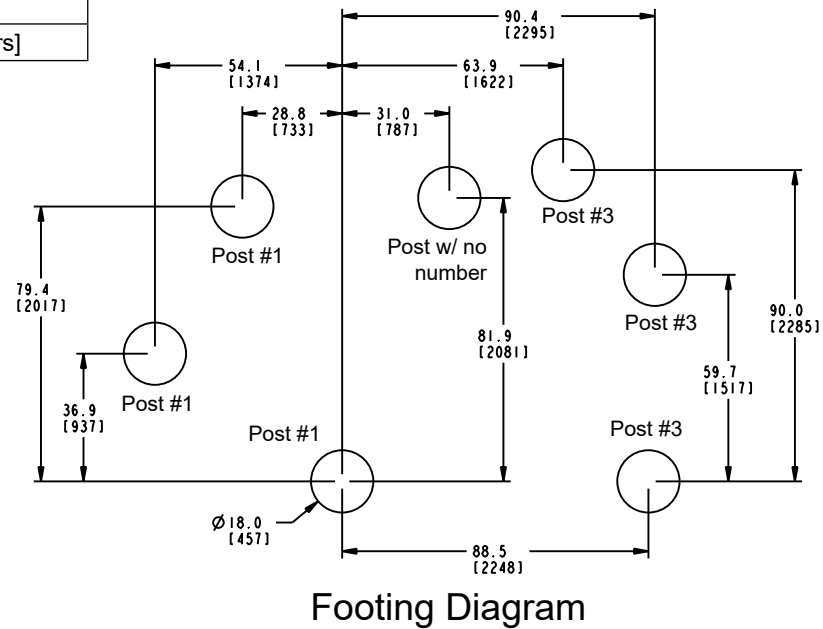 rs]
90.4
[2295]
54.1
[1374]
63.9
[1622]
28.8
[733]
31.0
[787]
Post #3
Post #1
Post w/ no
number
79.4
[2017]
Post #3
90.0
[2285]
81.9
[2081]
59.7
[1517]
Post #1
36.9
[937]
Post #1
Post #3
Ø18.0
[457]
88.5
[2248]
Footing Diagram